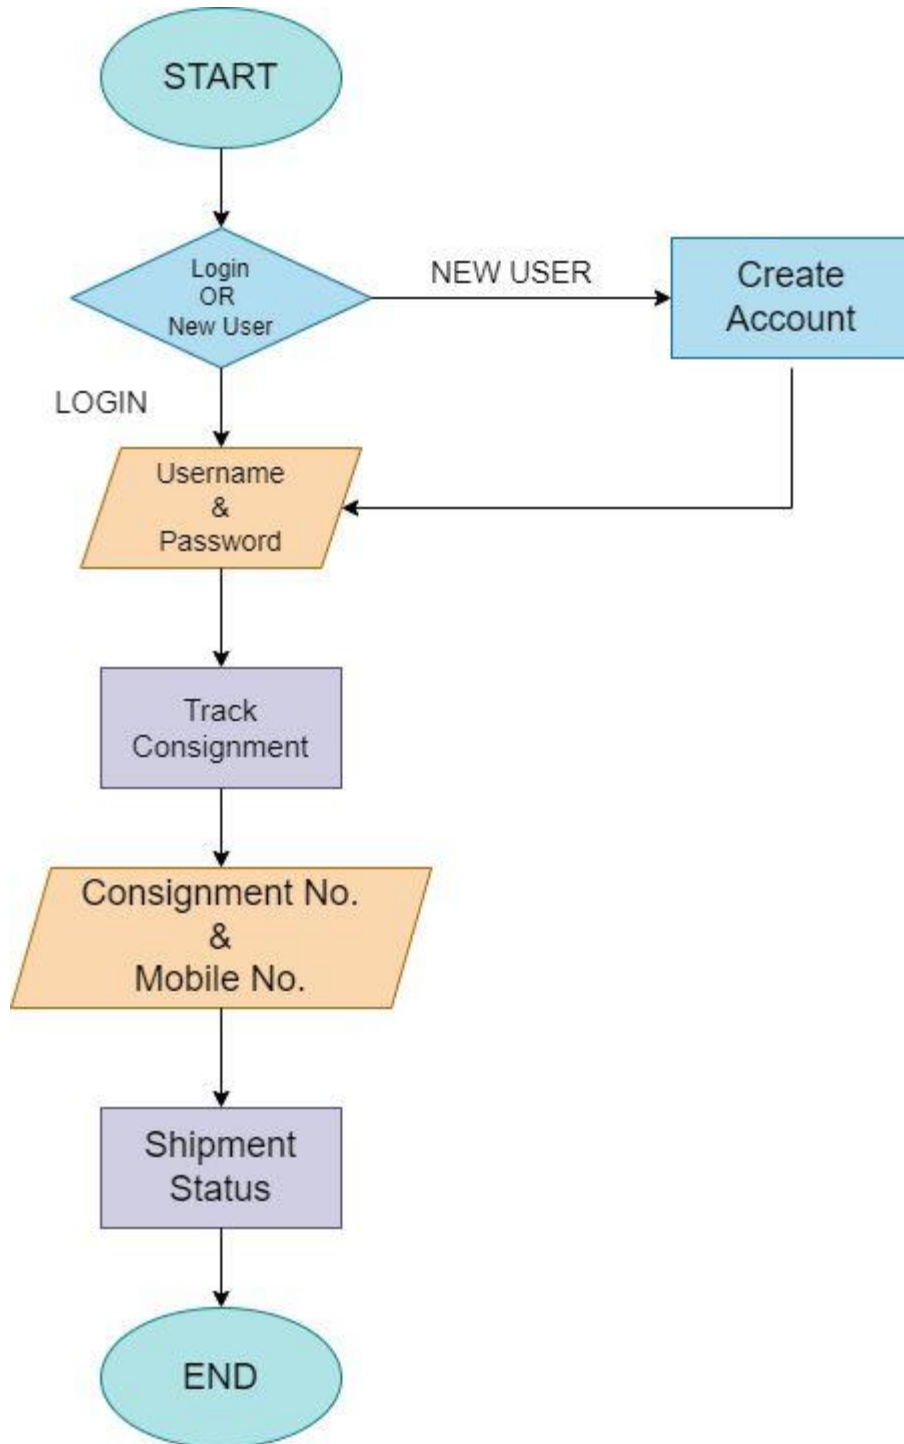 START
Login
OR
New User
NEW USER
Create
Account
LOGIN
Username
&
Password
Track
Consignment
Consignment No.
&
Mobile No.
Shipment
Status
END